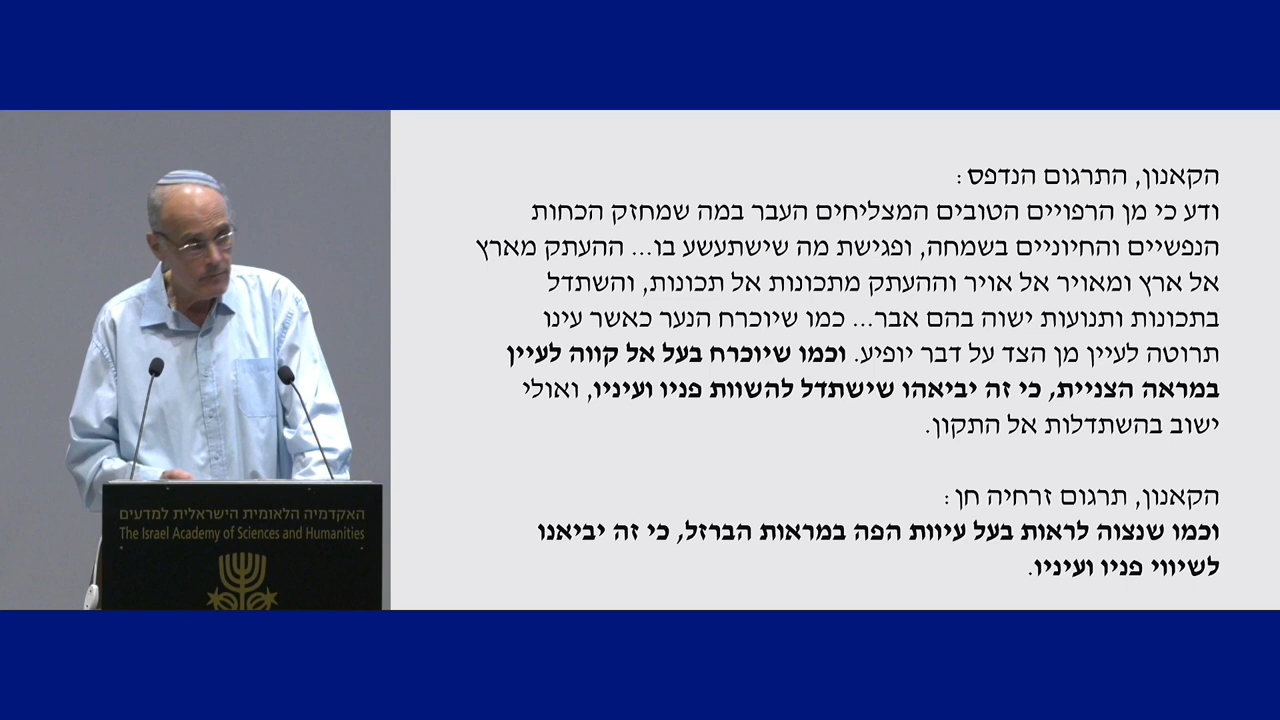 הקאנון, התרגום הנדפס:
ודע כי מן הרפויים הטובים המצליחים העבר במה שמחזק הכחות
הנפשיים והחיוניים בשמחה, ופגישת מה שישתעשע בו... ההעתק מארץ
אל ארץ ומאויר אל אויר וההעתק מתכונות אל תכונות, והשתדל
בתכונות ותנועות ישוה בהם אבר... כמו שיוכרח הנער כאשר עינו
תרוטה לעיין מן הצד על דבר יופיע. וכמו שיוכרח בעל אל קווה לעיין
במראה הצניית, כי זה יביאהו שישתדל להשוות פניו ועיניו, ואולי
ישוב בהשתדלות אל התקון.
הקאנון, תרגום זרחיה חן:
וכמו שנצוה לראות בעל עיוות הפה במראות הברזל, כי זה יביאנו
לשיווי פניו ועיניו.
האקדמיה הלאומית הישראלית למדעים
The Israel Academy of Sciences and Humanities